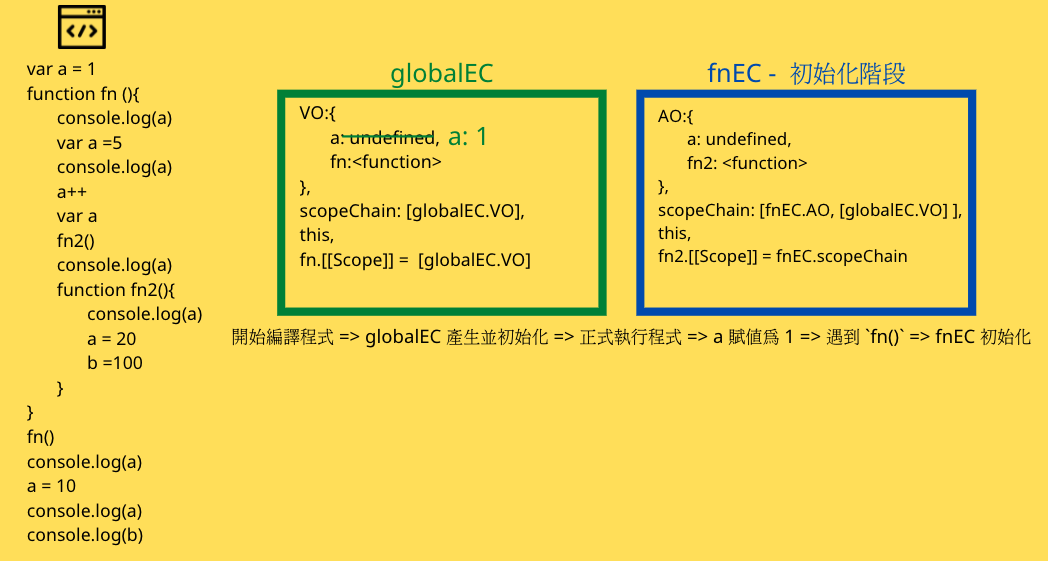 </>
var a = 1
function fn (){
console.log(a)
var a =5
console.log(a)
a++
var a
fn2()
console.log(a)
function fn2(){
console.log(a)
a = 20
b =100
}
}
fn()
console.log(a)
a = 10
console.log(a)
console.log(b)
globalEC
VO:{
a: undefined, a: 1
fn:<function>
},
scopeChain: [globalEC.VO],
this,
fn.[[Scope]] = [globalEC.VO]
fnEC - 初始化階段
AO:{
a: undefined,
fn2: <function>
},
scopeChain: [fnEC.AO, [globalEC.VO] ],
this,
fn2.[[Scope]] = fnEC.scopeChain
開始編譯程式 => globalEC 產生並初始化 => 正式執行程式 => a 賦值爲 1 => 遇到 `fn()` => fnEC 初始化